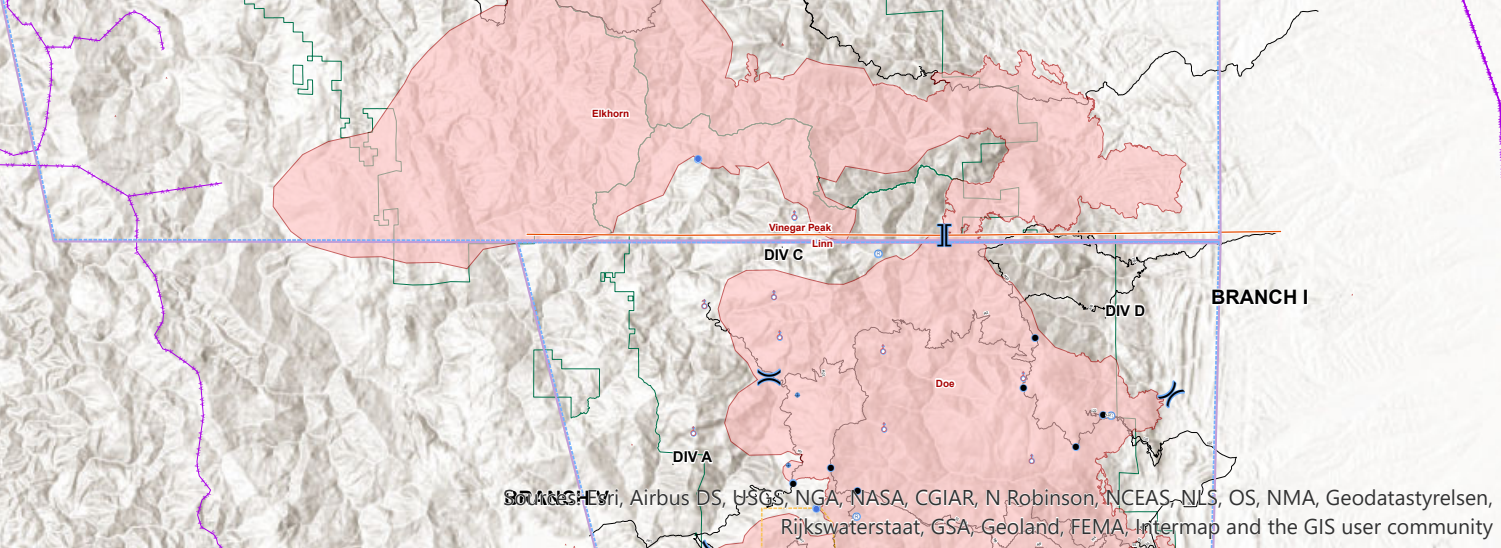 Elkhorn
Vinegar Peak
Linn
DIV C
BRANCH I
DIV D
Doe
DIV A
BRANCH V
Sources: Esri, Airbus DS, USGS, NGA, NASA, CGIAR, N Robinson, NCEAS, NLS, OS, NMA, Geodatastyrelsen,
Rijkswaterstaat, GSA, Geoland, FEMA, Intermap and the GIS user community